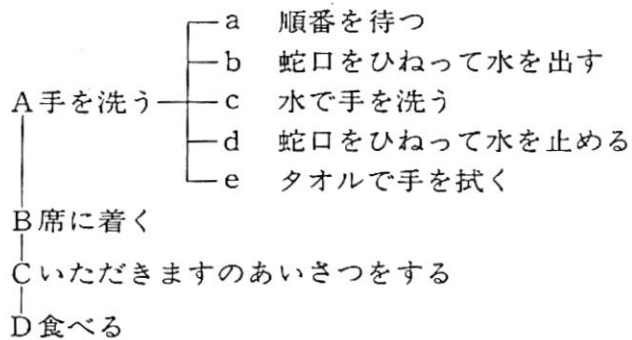 a 順番を待つ
b 蛇口をひねって水を出す
A手を洗う c 水で手を洗う
d 蛇口をひねって水を止める
e タオルで手を拭く
B席に着く
Cいただきますのあいさつをする
D食べる